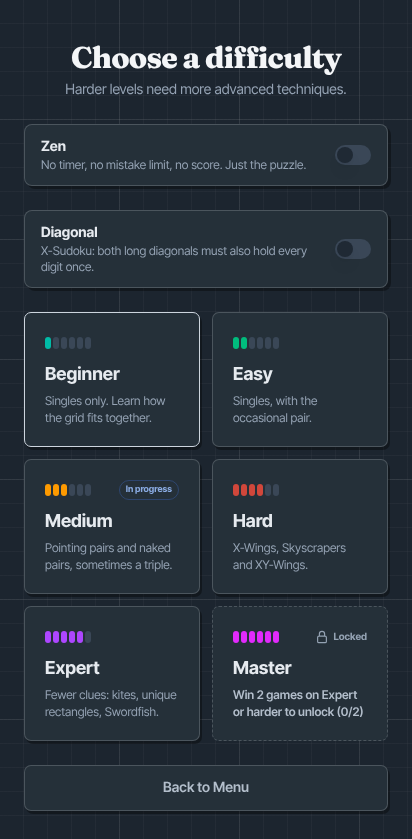 Choose a difficulty
Harder levels need more advanced techniques.
Zen
No timer, no mistake limit, no score. Just the puzzle.
Diagonal
X-Sudoku: both long diagonals must also hold every
digit once.
Beginner
Singles only. Learn how
the grid fits together.
Easy
Singles, with the
occasional pair.
In progress
Medium
Pointing pairs and naked
pairs, sometimes a triple.
Hard
X-Wings, Skyscrapers
and XY-Wings.
Expert
Fewer clues: kites, unique
rectangles, Swordfish.
Locked
Master
Win 2 games on Expert
or harder to unlock (0/2)
Back to Menu